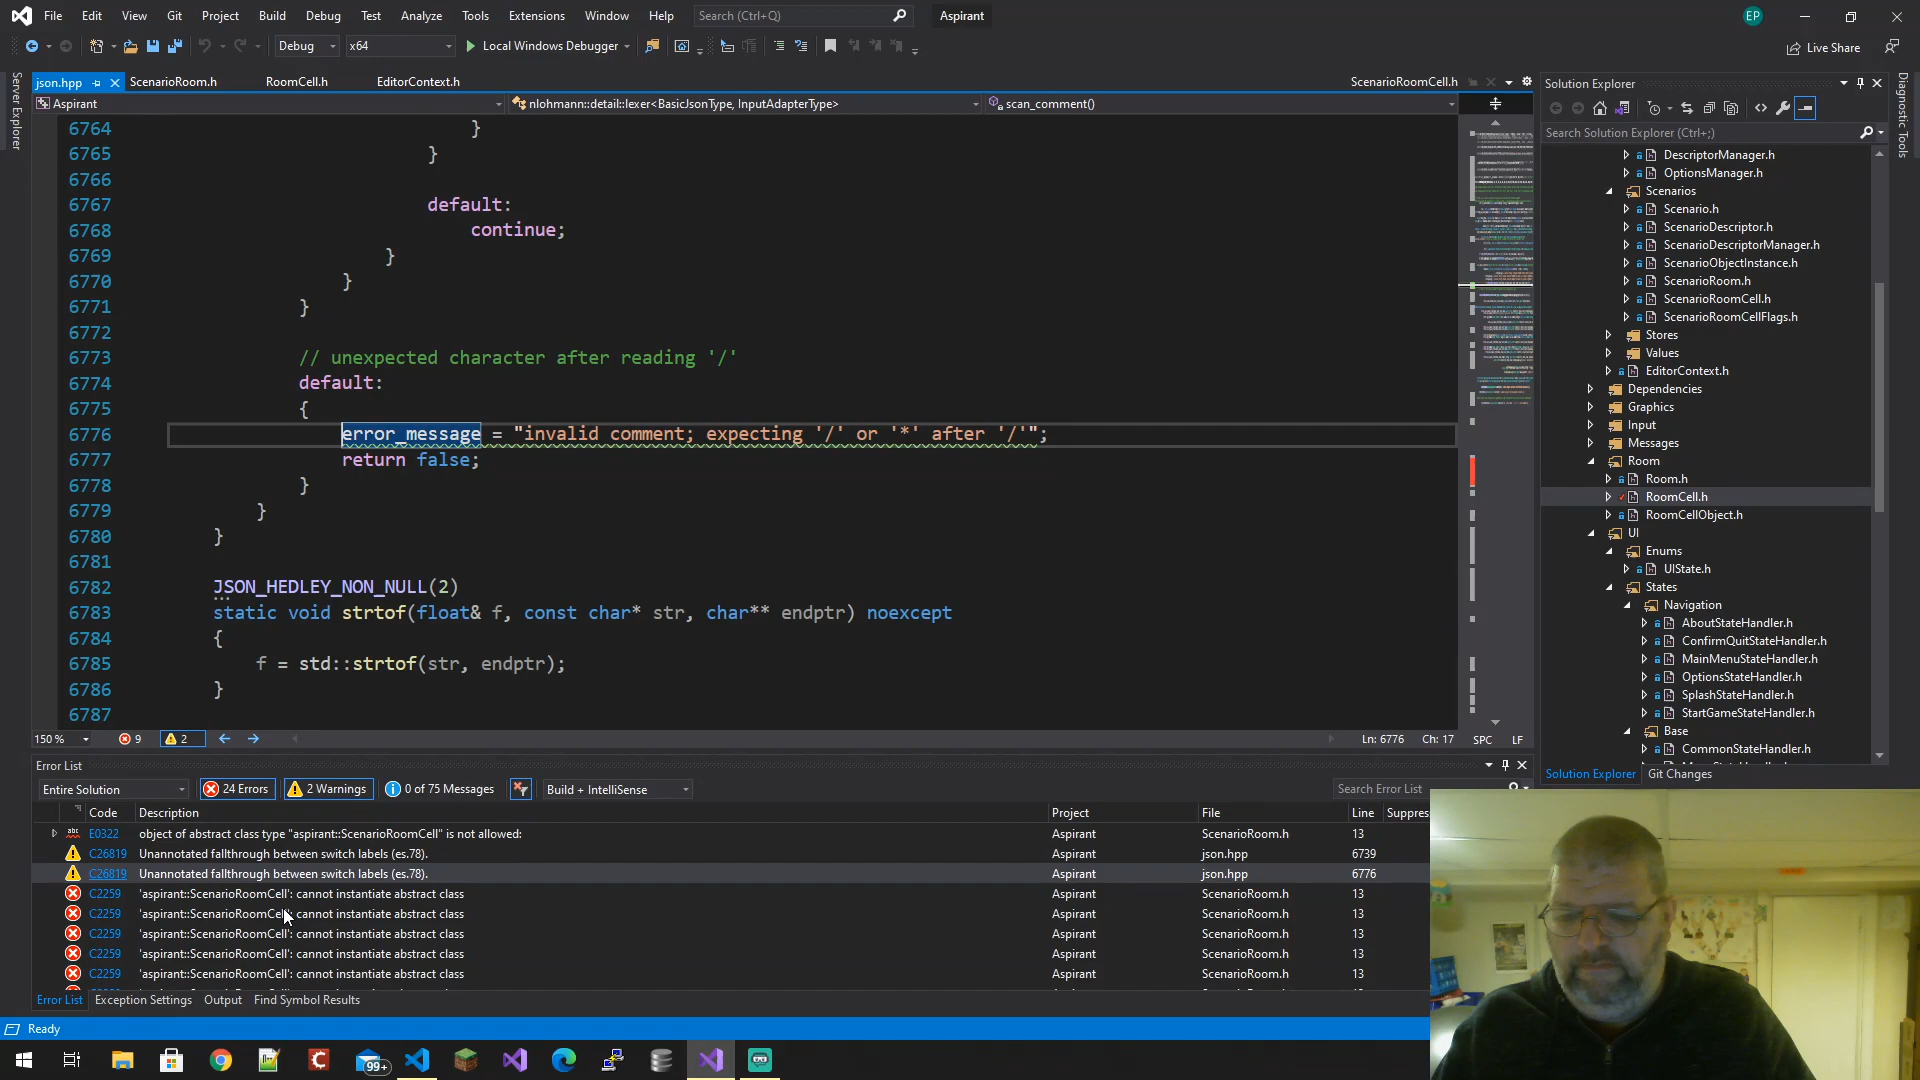 File Edit View Git Project Build Debug Test Analyze Tools Extensions Window Help Search (Ctrl+Q) Aspirant EP
Debug x64 Local Windows Debugger Live Share
Server Explorer
json.hpp ScenarioRoom.h RoomCell.h EditorContext.h ScenarioRoomCell.h
Aspirant nlohmann::detail::lexer<BasicJsonType, InputAdapterType> scan_comment()
6764 }
6765 }
6766
6767 default:
6768 continue;
6769 }
6770 }
6771 }
6772
6773 // unexpected character after reading '/'
6774 default:
6775 {
6776 error_message = "invalid comment; expecting '/' or '*' after '/'";
6777 return false;
6778 }
6779 }
6780 }
6781
6782 JSON_HEDLEY_NON_NULL(2)
6783 static void strtof(float& f, const char* str, char** endptr) noexcept
6784 {
6785 f = std::strtof(str, endptr);
6786 }
6787
150 % 9 2 Ln: 6776 Ch: 17 SPC LF
Solution Explorer
Search Solution Explorer (Ctrl+;)
DescriptorManager.h
OptionsManager.h
Scenarios
Scenario.h
ScenarioDescriptor.h
ScenarioDescriptorManager.h
ScenarioObjectInstance.h
ScenarioRoom.h
ScenarioRoomCell.h
ScenarioRoomCellFlags.h
Stores
Values
EditorContext.h
Dependencies
Graphics
Input
Messages
Room
Room.h
RoomCell.h
RoomCellObject.h
UI
Enums
UIState.h
States
Navigation
AboutStateHandler.h
ConfirmQuitStateHandler.h
MainMenuStateHandler.h
OptionsStateHandler.h
SplashStateHandler.h
StartGameStateHandler.h
Base
CommonStateHandler.h
Solution Explorer Git Changes
Diagnostic Tools
Error List
Entire Solution 24 Errors 2 Warnings 0 of 75 Messages Build + IntelliSense Search Error List
Code Description Project File Line Suppres
abc E0322 object of abstract class type "aspirant::ScenarioRoomCell" is not allowed: Aspirant ScenarioRoom.h 13
C26819 Unannotated fallthrough between switch labels (es.78). Aspirant json.hpp 6739
C26819 Unannotated fallthrough between switch labels (es.78). Aspirant json.hpp 6776
C2259 'aspirant::ScenarioRoomCell': cannot instantiate abstract class Aspirant ScenarioRoom.h 13
C2259 'aspirant::ScenarioRoomCell': cannot instantiate abstract class Aspirant ScenarioRoom.h 13
C2259 'aspirant::ScenarioRoomCell': cannot instantiate abstract class Aspirant ScenarioRoom.h 13
C2259 'aspirant::ScenarioRoomCell': cannot instantiate abstract class Aspirant ScenarioRoom.h 13
C2259 'aspirant::ScenarioRoomCell': cannot instantiate abstract class Aspirant ScenarioRoom.h 13
Error List Exception Settings Output Find Symbol Results
Ready
99+